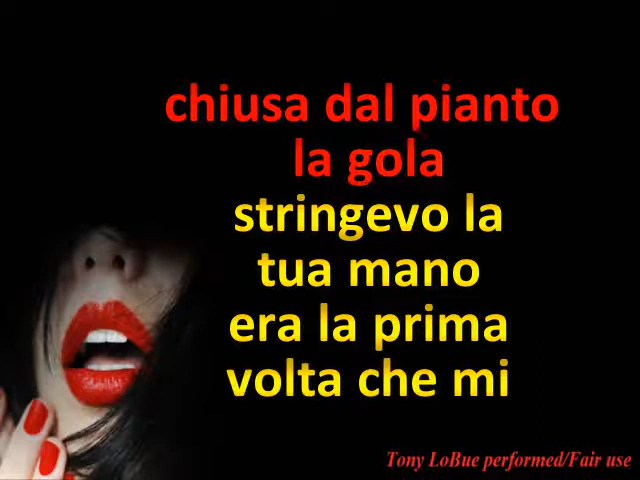 chiusa dal pianto
la gola
stringevo la
tua mano
era la prima
volta che mi
Tony LoBue performed/Fair use